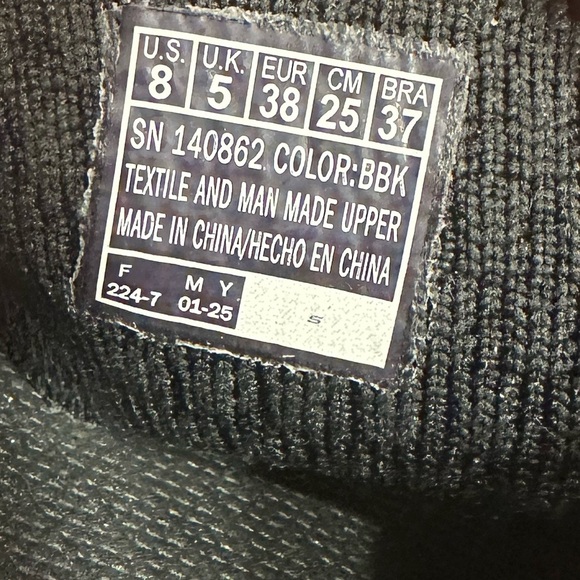 U.S. U.K. EUR CM BRA
8 5 38 25 37
SN 140862 COLOR:BBK
TEXTILE AND MAN MADE UPPER
MADE IN CHINA/HECHO EN CHINA
F M Y
224-7 01-25
S